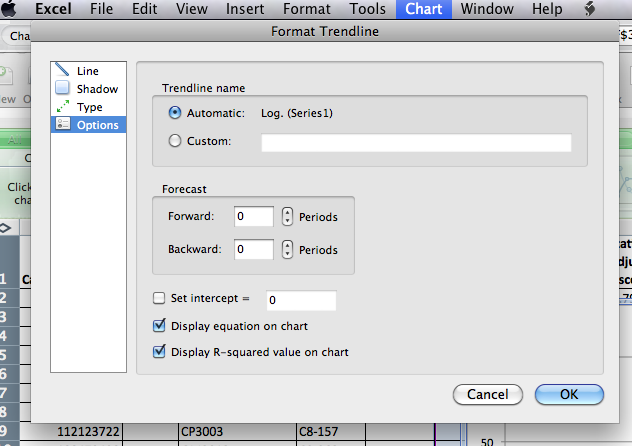 Excel File Edit View Insert Format Tools Chart Window Help
Format Trendline
Line
Shadow
Type
Options
Trendline name
Automatic: Log. (Series1)
Custom:
Forecast
Forward: 0 Periods
Backward: 0 Periods
Set intercept = 0
Display equation on chart
Display R-squared value on chart
Cancel OK
1
2
3
4
5
6
7
8
9 112123722 CP3003 C8-157
50